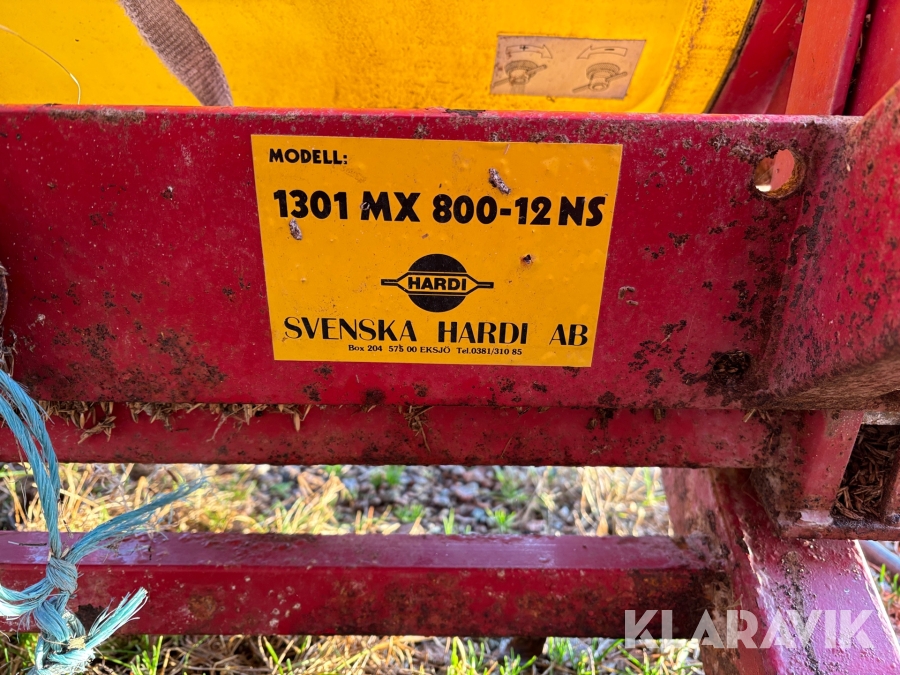 MODELL:
1301 MX 800-12 NS
HARDI
SVENSKA HARDI AB
Box 204 575 00 EKSJÖ Tel.0381/310 85
KLARAVIK